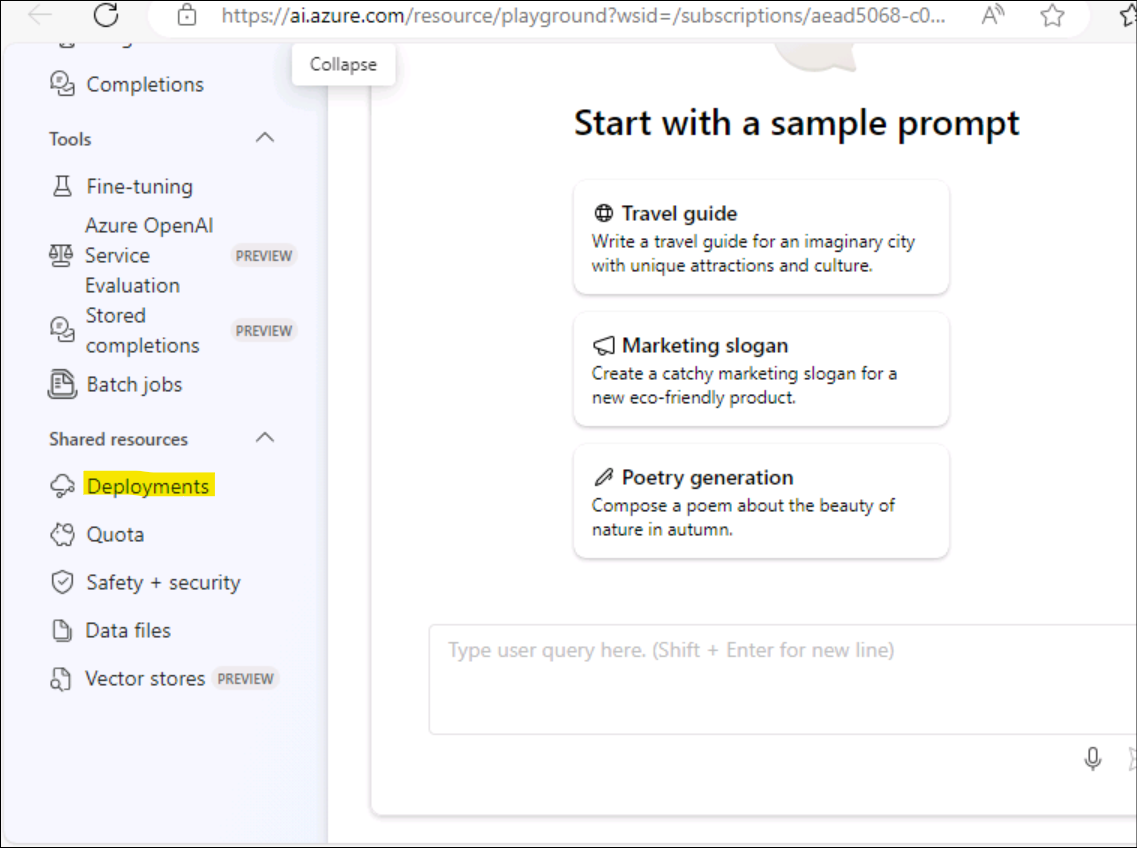 https://ai.azure.com/resource/playground?wsid=/subscriptions/aead5068-c0...
Collapse
Completions
Tools
Fine-tuning
Azure OpenAI
Service
Evaluation
PREVIEW
Stored
completions
PREVIEW
Batch jobs
Shared resources
Deployments
Quota
Safety + security
Data files
Vector stores PREVIEW
Start with a sample prompt
Travel guide
Write a travel guide for an imaginary city
with unique attractions and culture.
Marketing slogan
Create a catchy marketing slogan for a
new eco-friendly product.
Poetry generation
Compose a poem about the beauty of
nature in autumn.
Type user query here. (Shift + Enter for new line)